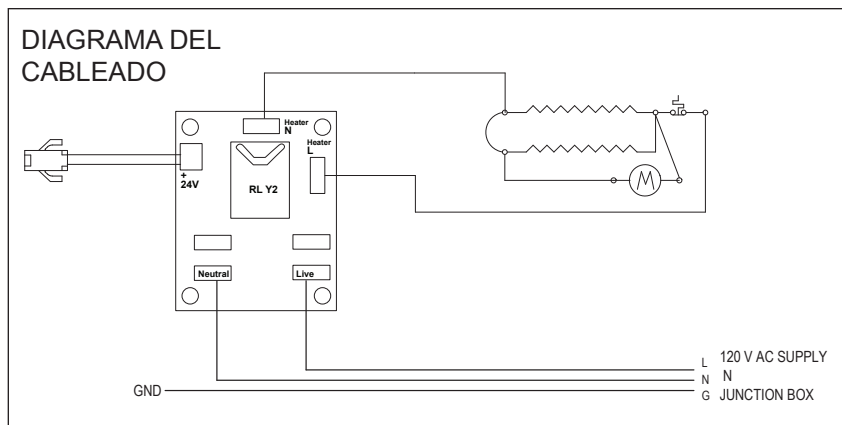 DIAGRAMA DEL
CABLEADO
Heater
N
Heater
L
+
24V
RL Y2
M
Neutral
Live
L 120 V AC SUPPLY
N N
GND
G JUNCTION BOX